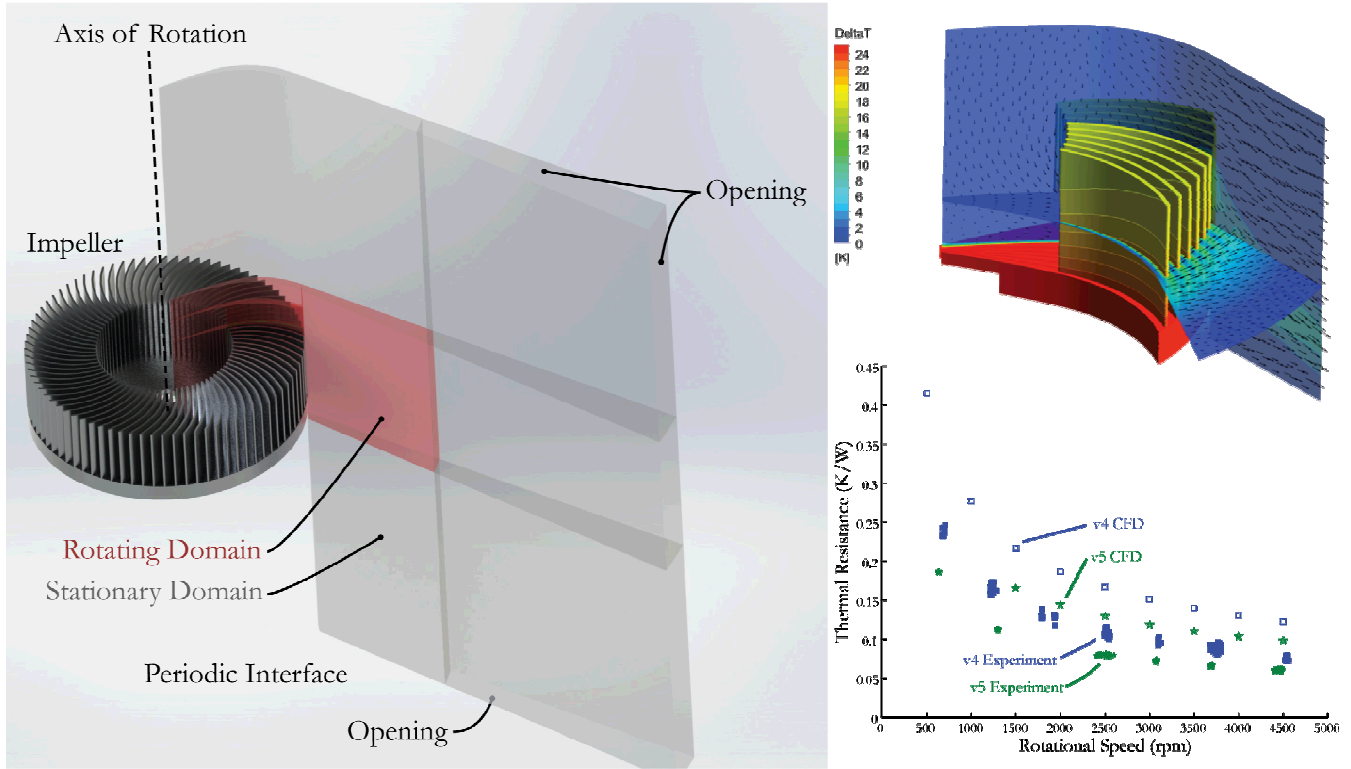 Axis of Rotation
Opening
Impeller
Rotating Domain
Stationary Domain
Periodic Interface
Opening
DeltaT
24
22
20
18
16
14
12
10
8
6
4
2
0
[K]
Thermal Resistance (K/W)
0.45
0.4
0.35
0.3
0.25
0.2
0.15
0.1
0.05
0
v4 CFD
v5 CFD
v4 Experiment
v5 Experiment
0 500 1000 1500 2000 2500 3000 3500 4000 4500 5000
Rotational Speed (rpm)